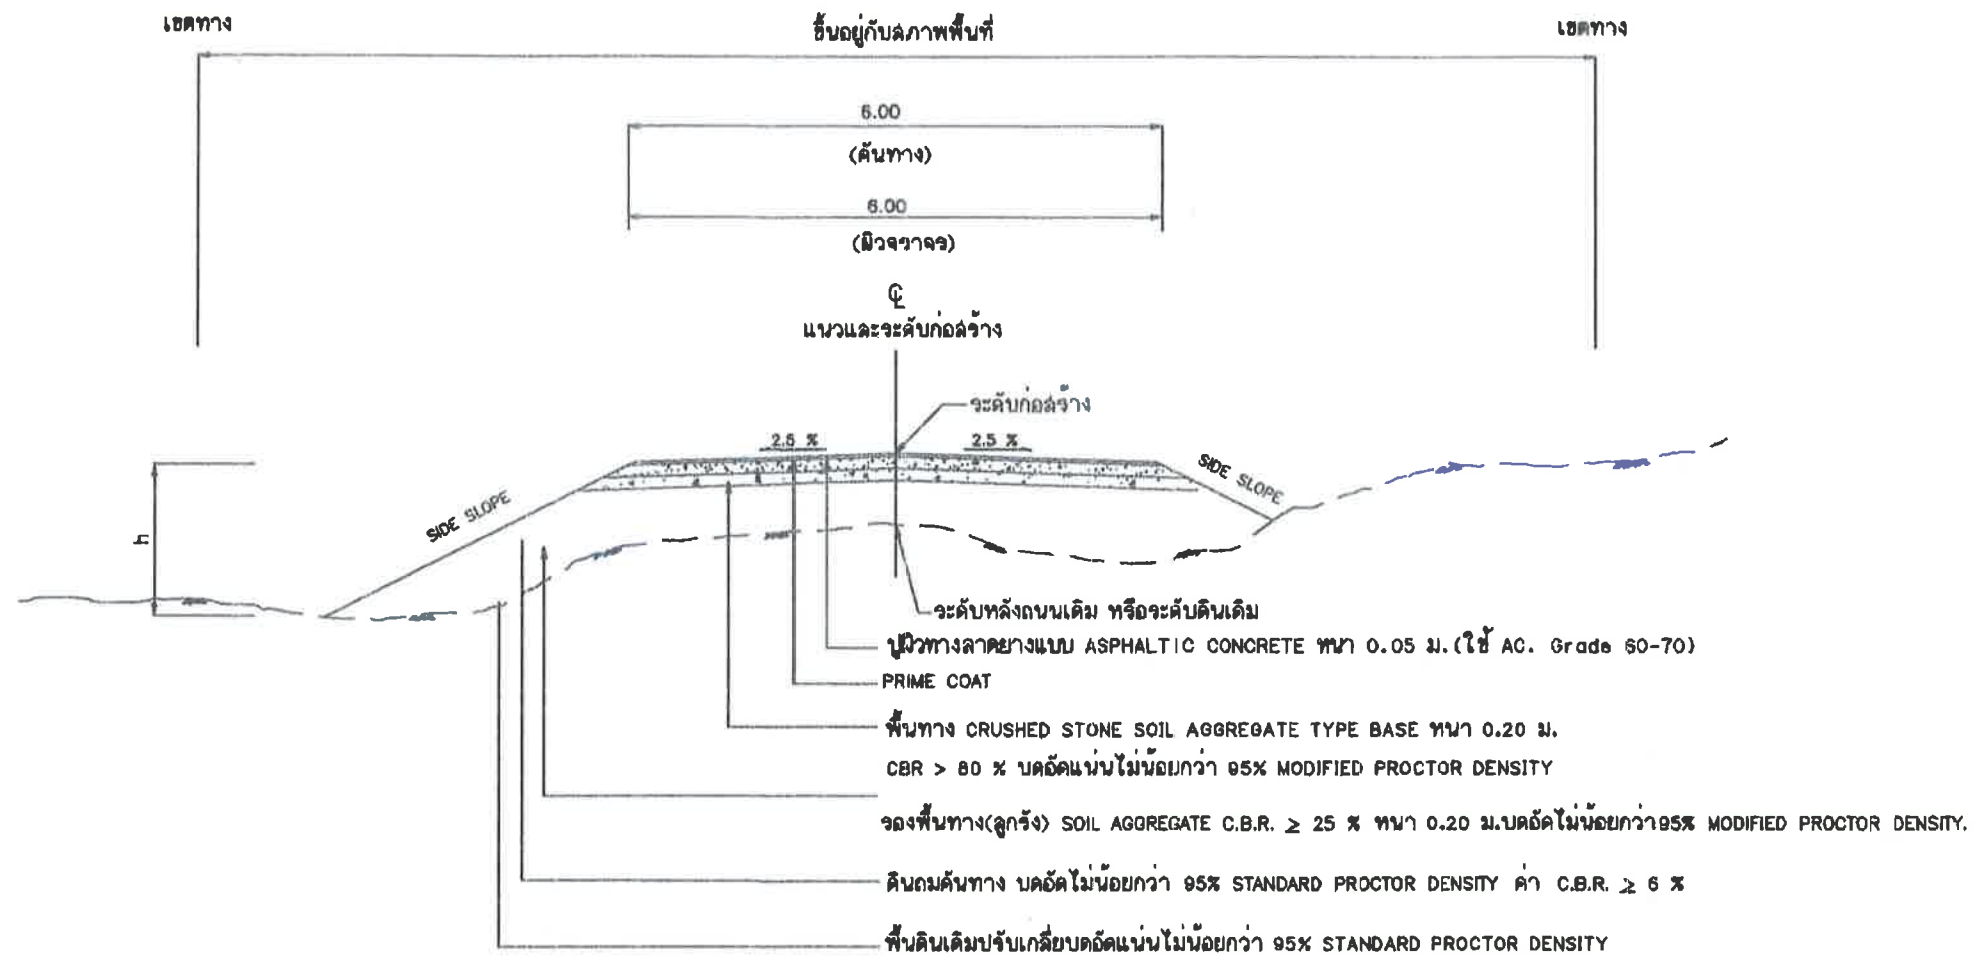 เขตทาง
ขึ้นอยู่กับสภาพพื้นที่
เขตทาง
6.00
(คันทาง)
6.00
(ผิวจราจร)
℄
แนวและระดับก่อสร้าง
ระดับก่อสร้าง
2.5 %
2.5 %
SIDE SLOPE
SIDE SLOPE
h
ระดับหลังถนนเดิม หรือระดับดินเดิม
ปูผิวทางลาดยางแบบ ASPHALTIC CONCRETE หนา 0.05 ม.(ใช้ AC. Grade 60-70)
PRIME COAT
พื้นทาง CRUSHED STONE SOIL AGGREGATE TYPE BASE หนา 0.20 ม.
CBR > 80 % บดอัดแน่นไม่น้อยกว่า 95% MODIFIED PROCTOR DENSITY
รองพื้นทาง(ลูกรัง) SOIL AGGREGATE C.B.R. ≥ 25 % หนา 0.20 ม.บดอัดไม่น้อยกว่า95% MODIFIED PROCTOR DENSITY.
ดินถมคันทาง บดอัดไม่น้อยกว่า 95% STANDARD PROCTOR DENSITY ค่า C.B.R. ≥ 6 %
พื้นดินเดิมปรับเกลี่ยบดอัดแน่นไม่น้อยกว่า 95% STANDARD PROCTOR DENSITY